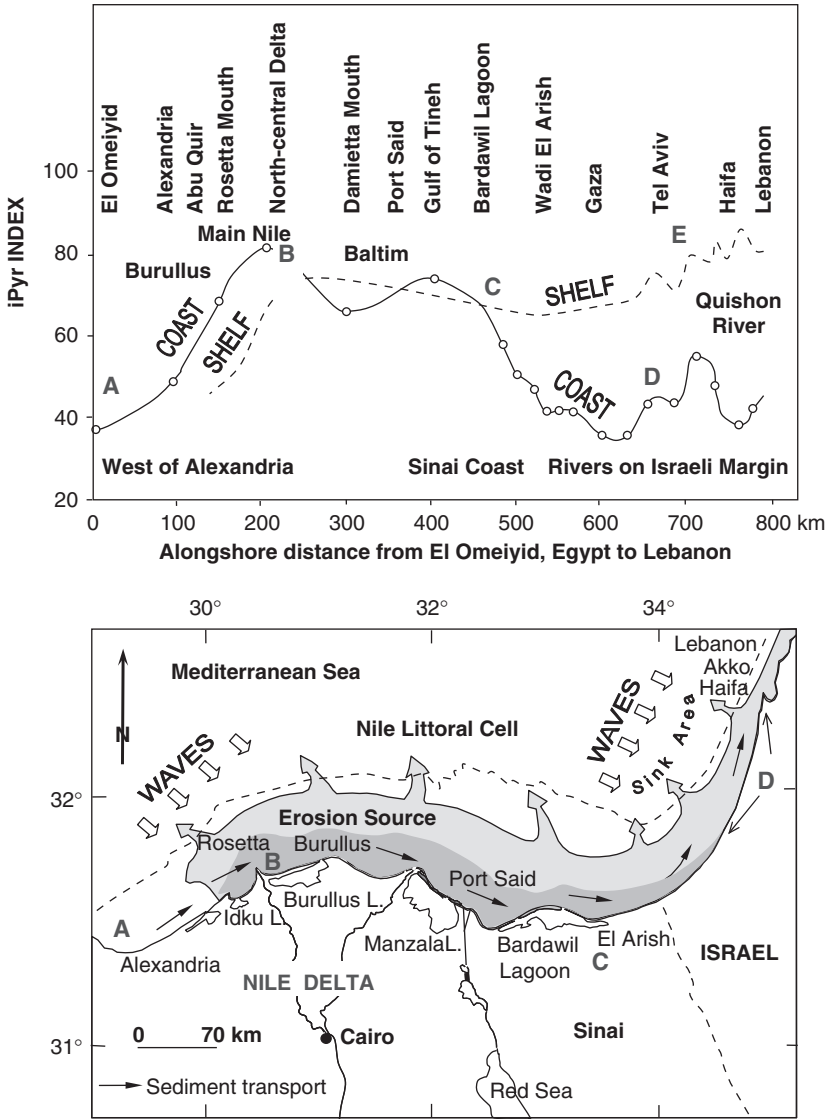 El Omeiyid
Alexandria
Abu Quir
Rosetta Mouth
North-central Delta
Damietta Mouth
Port Said
Gulf of Tineh
Bardawil Lagoon
Wadi El Arish
Gaza
Tel Aviv
Haifa
Lebanon
iPyr INDEX
100
80
60
40
20
Main Nile
B
Baltim
E
Burullus
C
SHELF
COAST
SHELF
Quishon
River
A
COAST
D
West of Alexandria
Sinai Coast
Rivers on Israeli Margin
0 100 200 300 400 500 600 700 800 km
Alongshore distance from El Omeiyid, Egypt to Lebanon
30° 32° 34°
Lebanon
Akko
Haifa
Mediterranean Sea
N
WAVES
Nile Littoral Cell
WAVES
Sink Area
D
32°
Erosion Source
Rosetta
Burullus
B
Port Said
Burullus L.
A
Idku L.
Manzala L.
Bardawil
Lagoon
El Arish
C
ISRAEL
Alexandria
NILE DELTA
0 70 km
Cairo
Sinai
31°
Sediment transport
Red Sea